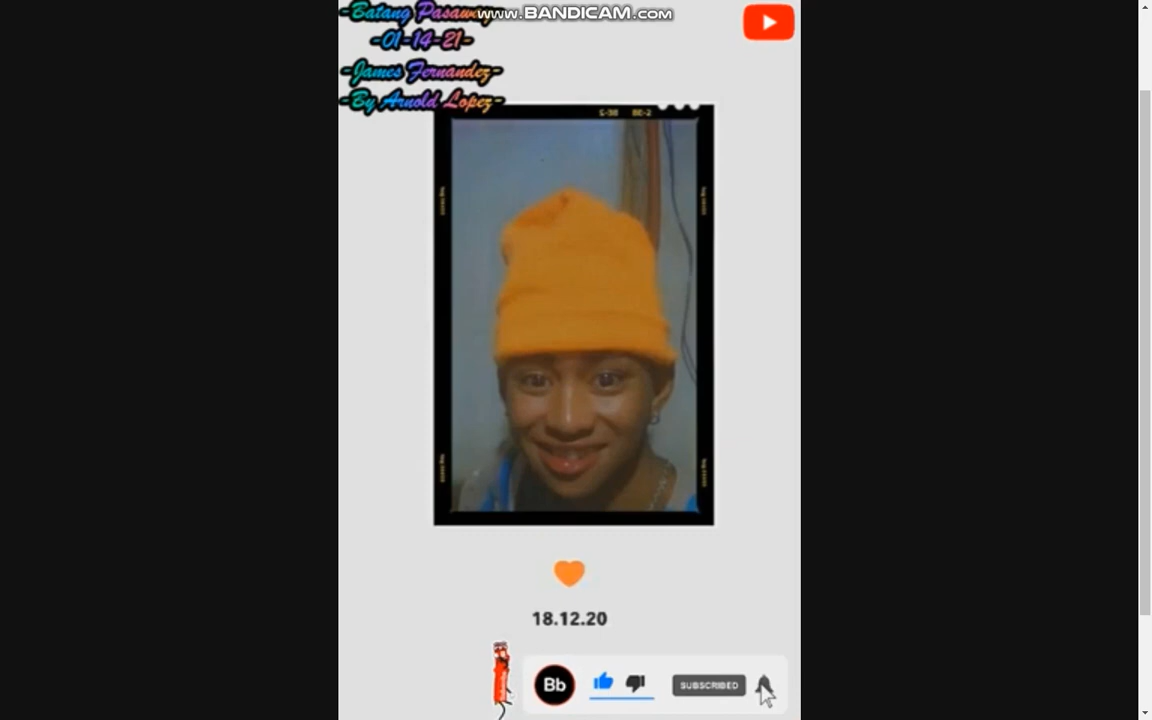 -Batang Pasaway-
www.BANDICAM.com
-01-14-21-
-James Fernandez-
-By Arnold Lopez-
18.12.20
Bb
SUBSCRIBED